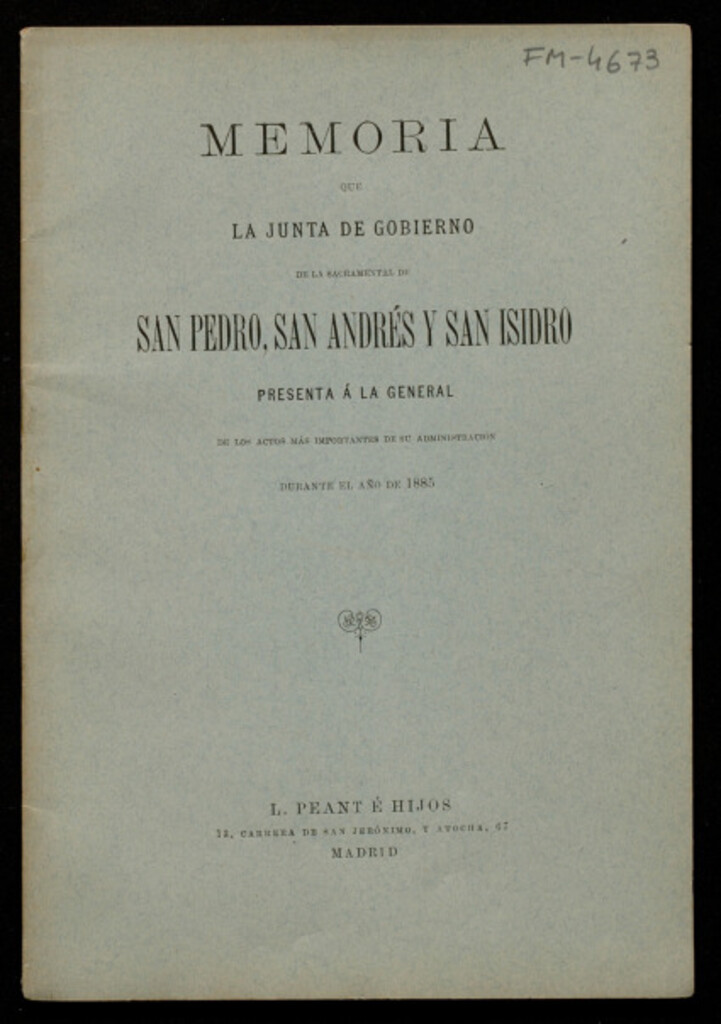 FM-4673
MEMORIA
QUE
LA JUNTA DE GOBIERNO
DE LA SACRAMENTAL DE
SAN PEDRO, SAN ANDRÉS Y SAN ISIDRO
PRESENTA Á LA GENERAL
DE LOS ACTOS MÁS IMPORTANTES DE SU ADMINISTRACIÓN
DURANTE EL AÑO DE 1885
L. PEANT É HIJOS
CARRERA DE SAN JERÓNIMO, Y ATOCHA, 67
MADRID